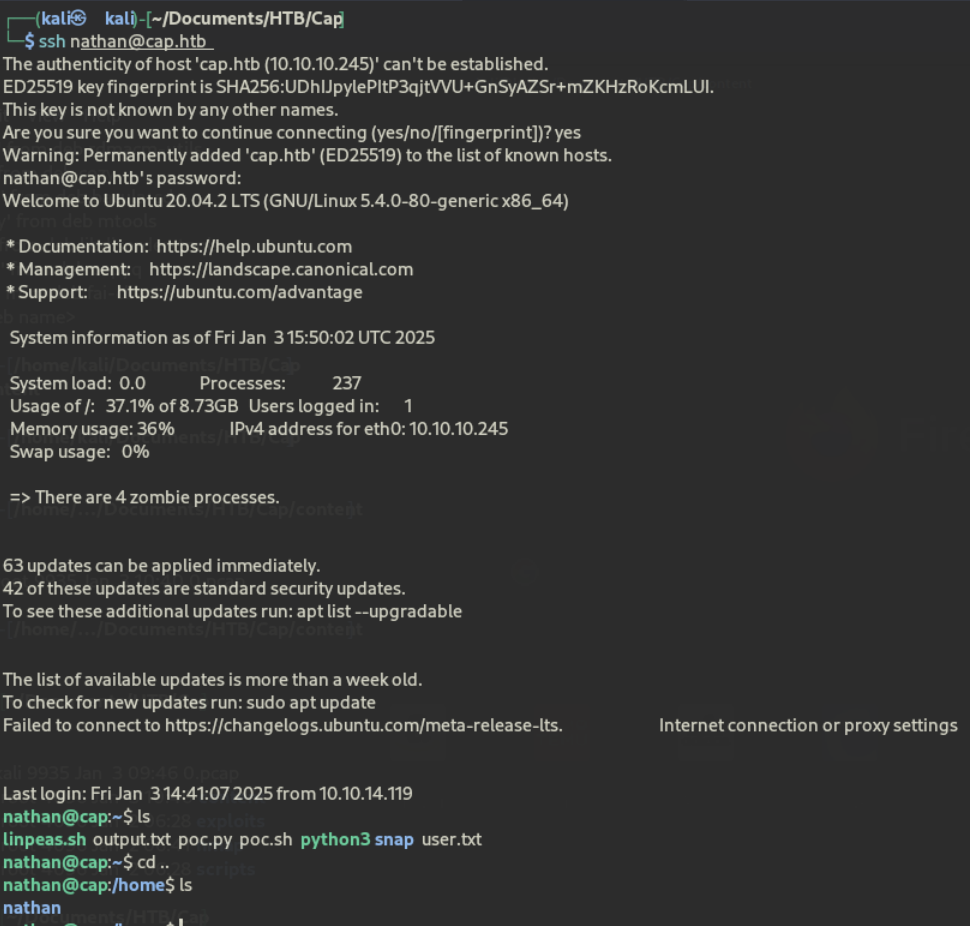 ┌──(kali㉿ kali)-[~/Documents/HTB/Cap]
└─$ ssh nathan@cap.htb
The authenticity of host 'cap.htb (10.10.10.245)' can't be established.
ED25519 key fingerprint is SHA256:UDhIJpylePItP3qjtVVU+GnSyAZSr+mZKHzRoKcmLUI.
This key is not known by any other names.
Are you sure you want to continue connecting (yes/no/[fingerprint])? yes
Warning: Permanently added 'cap.htb' (ED25519) to the list of known hosts.
nathan@cap.htb's password:
Welcome to Ubuntu 20.04.2 LTS (GNU/Linux 5.4.0-80-generic x86_64)
* Documentation: https://help.ubuntu.com
* Management: https://landscape.canonical.com
* Support: https://ubuntu.com/advantage
System information as of Fri Jan 3 15:50:02 UTC 2025
System load: 0.0 Processes: 237
Usage of /: 37.1% of 8.73GB Users logged in: 1
Memory usage: 36% IPv4 address for eth0: 10.10.10.245
Swap usage: 0%
=> There are 4 zombie processes.
63 updates can be applied immediately.
42 of these updates are standard security updates.
To see these additional updates run: apt list --upgradable
The list of available updates is more than a week old.
To check for new updates run: sudo apt update
Failed to connect to https://changelogs.ubuntu.com/meta-release-lts. Internet connection or proxy settings
Last login: Fri Jan 3 14:41:07 2025 from 10.10.14.119
nathan@cap:~$ ls
linpeas.sh output.txt poc.py poc.sh python3 snap user.txt
nathan@cap:~$ cd ..
nathan@cap:/home$ ls
nathan